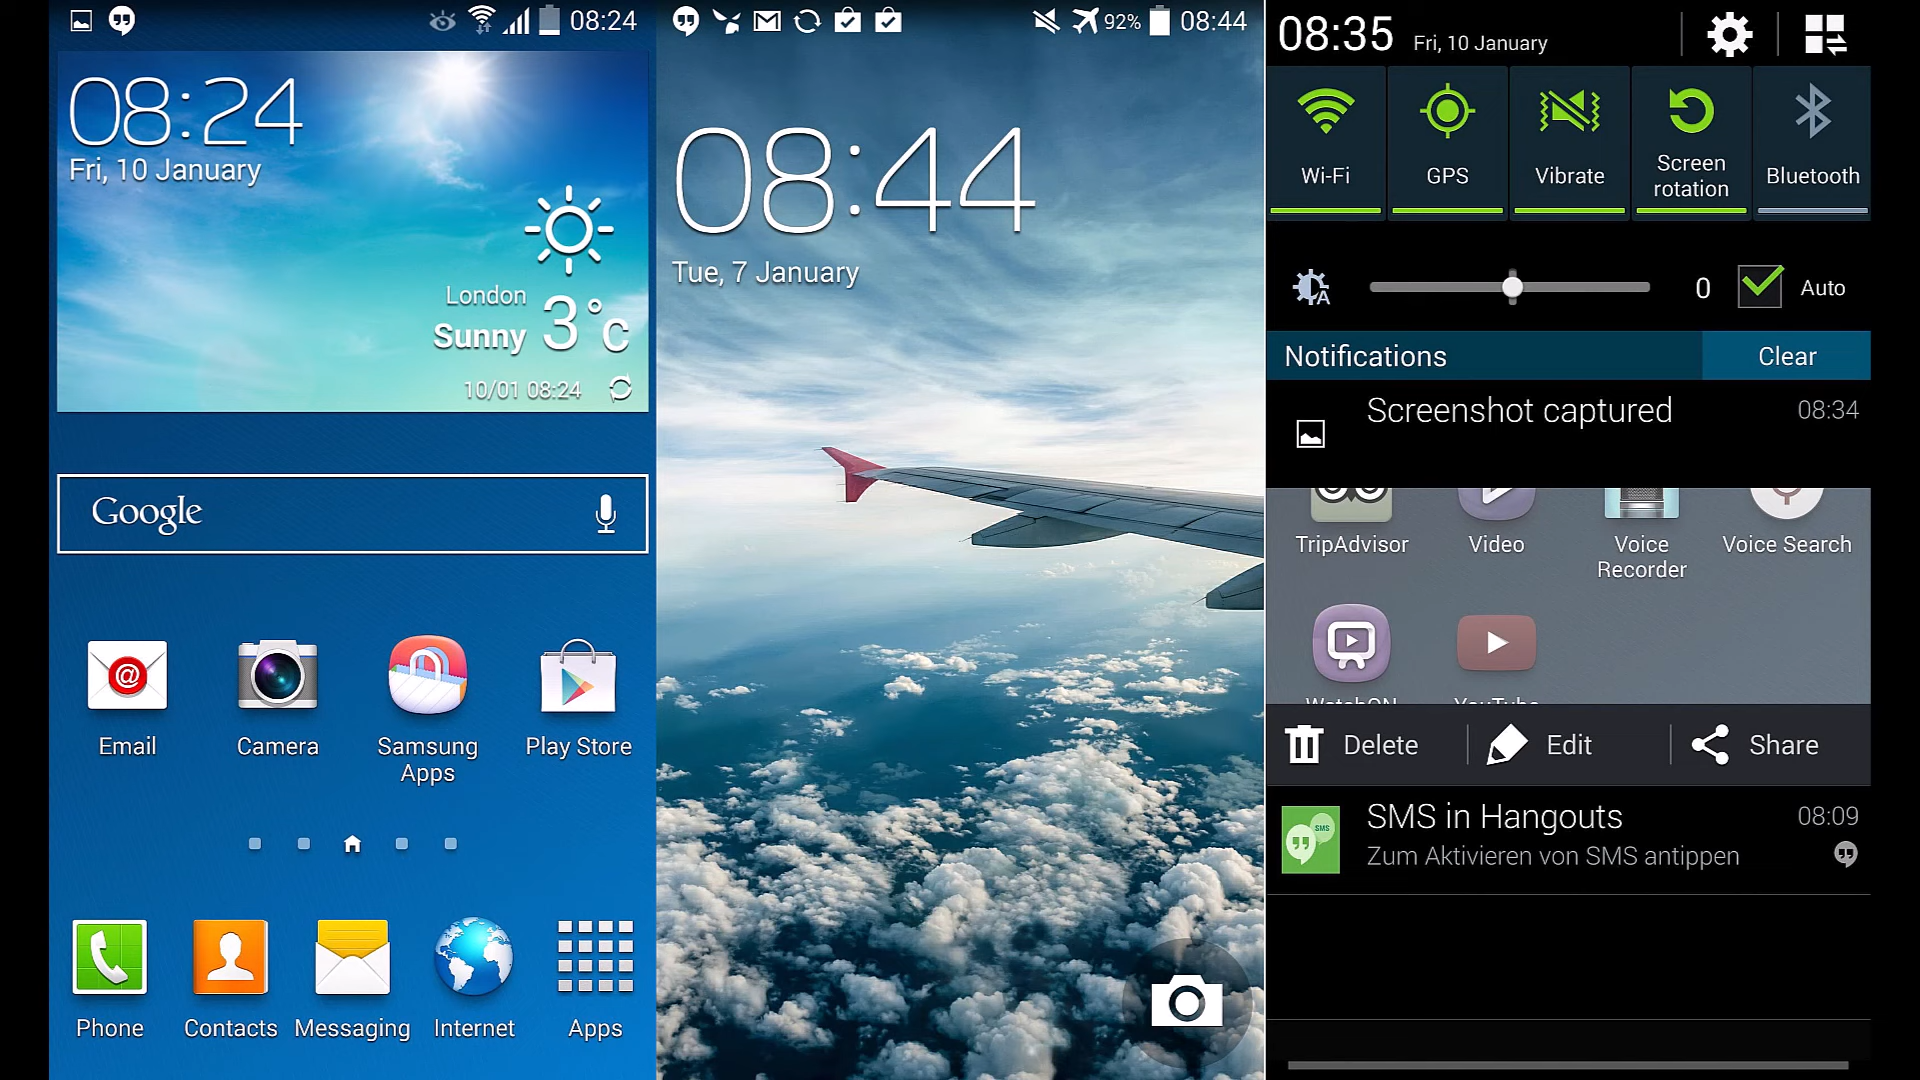 08:24
08:24
Fri, 10 January
London
Sunny 3°C
10/01 08:24
Google
@
Email
Camera
Samsung
Apps
Play Store
Phone
Contacts
Messaging
Internet
Apps
92% 08:44
08:44
Tue, 7 January
08:35 Fri, 10 January
Wi-Fi
GPS
Vibrate
Screen
rotation
Bluetooth
A
0
Auto
Notifications
Clear
Screenshot captured 08:34
TripAdvisor
Video
Voice
Recorder
Voice Search
WatchON
YouTube
Delete
Edit
Share
SMS
SMS in Hangouts 08:09
Zum Aktivieren von SMS antippen